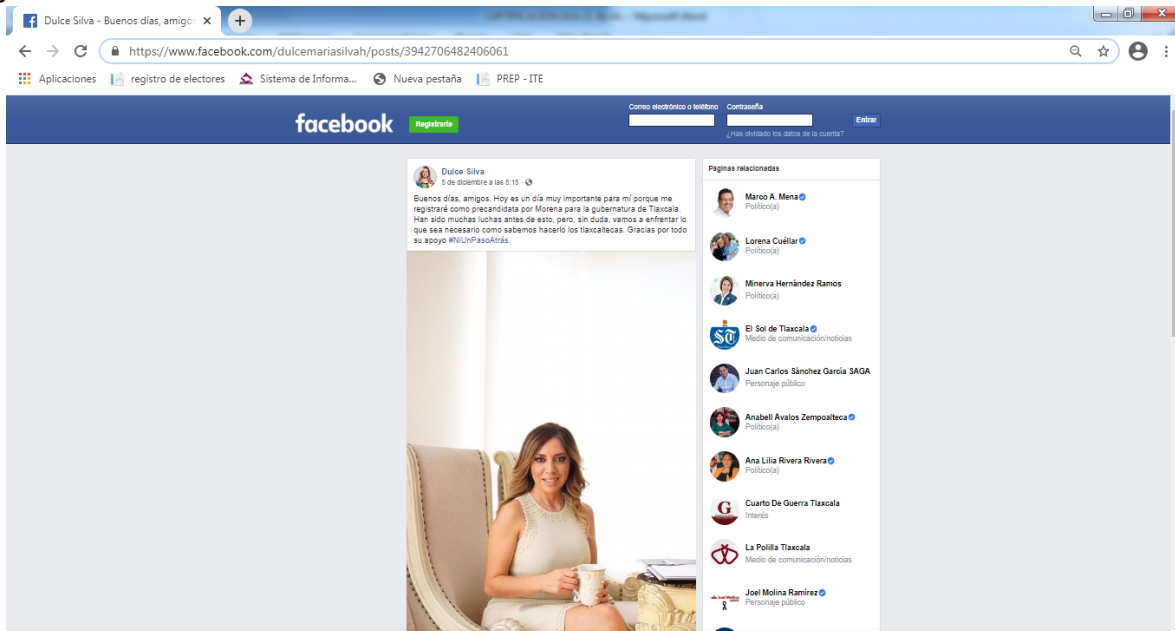 Dulce Silva - Buenos días, amigo
https://www.facebook.com/dulcemariasilvah/posts/3942706482406061
Aplicaciones registro de electores Sistema de Informa... Nueva pestaña PREP - ITE
facebook
Registrarte
Correo electrónico o teléfono Contraseña
Entrar
¿Has olvidado los datos de la cuenta?
Dulce Silva
5 de diciembre a las 8:15
Buenos días, amigos. Hoy es un día muy importante para mí porque me
registraré como precandidata por Morena para la gubernatura de Tlaxcala.
Han sido muchas luchas antes de esto, pero, sin duda, vamos a enfrentar lo
que sea necesario como sabemos hacerlo los tlaxcaltecas. Gracias por todo
su apoyo #NiUnPasoAtrás.
Páginas relacionadas
Marco A. Mena
Político(a)
Lorena Cuéllar
Político(a)
Minerva Hernández Ramos
Político(a)
El Sol de Tlaxcala
Medio de comunicación/noticias
Juan Carlos Sánchez García SAGA
Personaje público
Anabell Avalos Zempoalteca
Político(a)
Ana Lilia Rivera Rivera
Político(a)
Cuarto De Guerra Tlaxcala
Interés
La Polilla Tlaxcala
Medio de comunicación/noticias
Joel Molina Ramírez
Personaje público